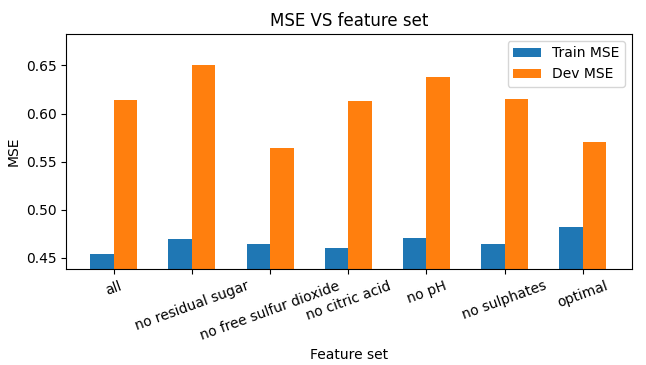 MSE VS feature set
Train MSE
Dev MSE
MSE
0.65
0.60
0.55
0.50
0.45
all
no residual sugar
no free sulfur dioxide
no citric acid
no pH
no sulphates
optimal
Feature set